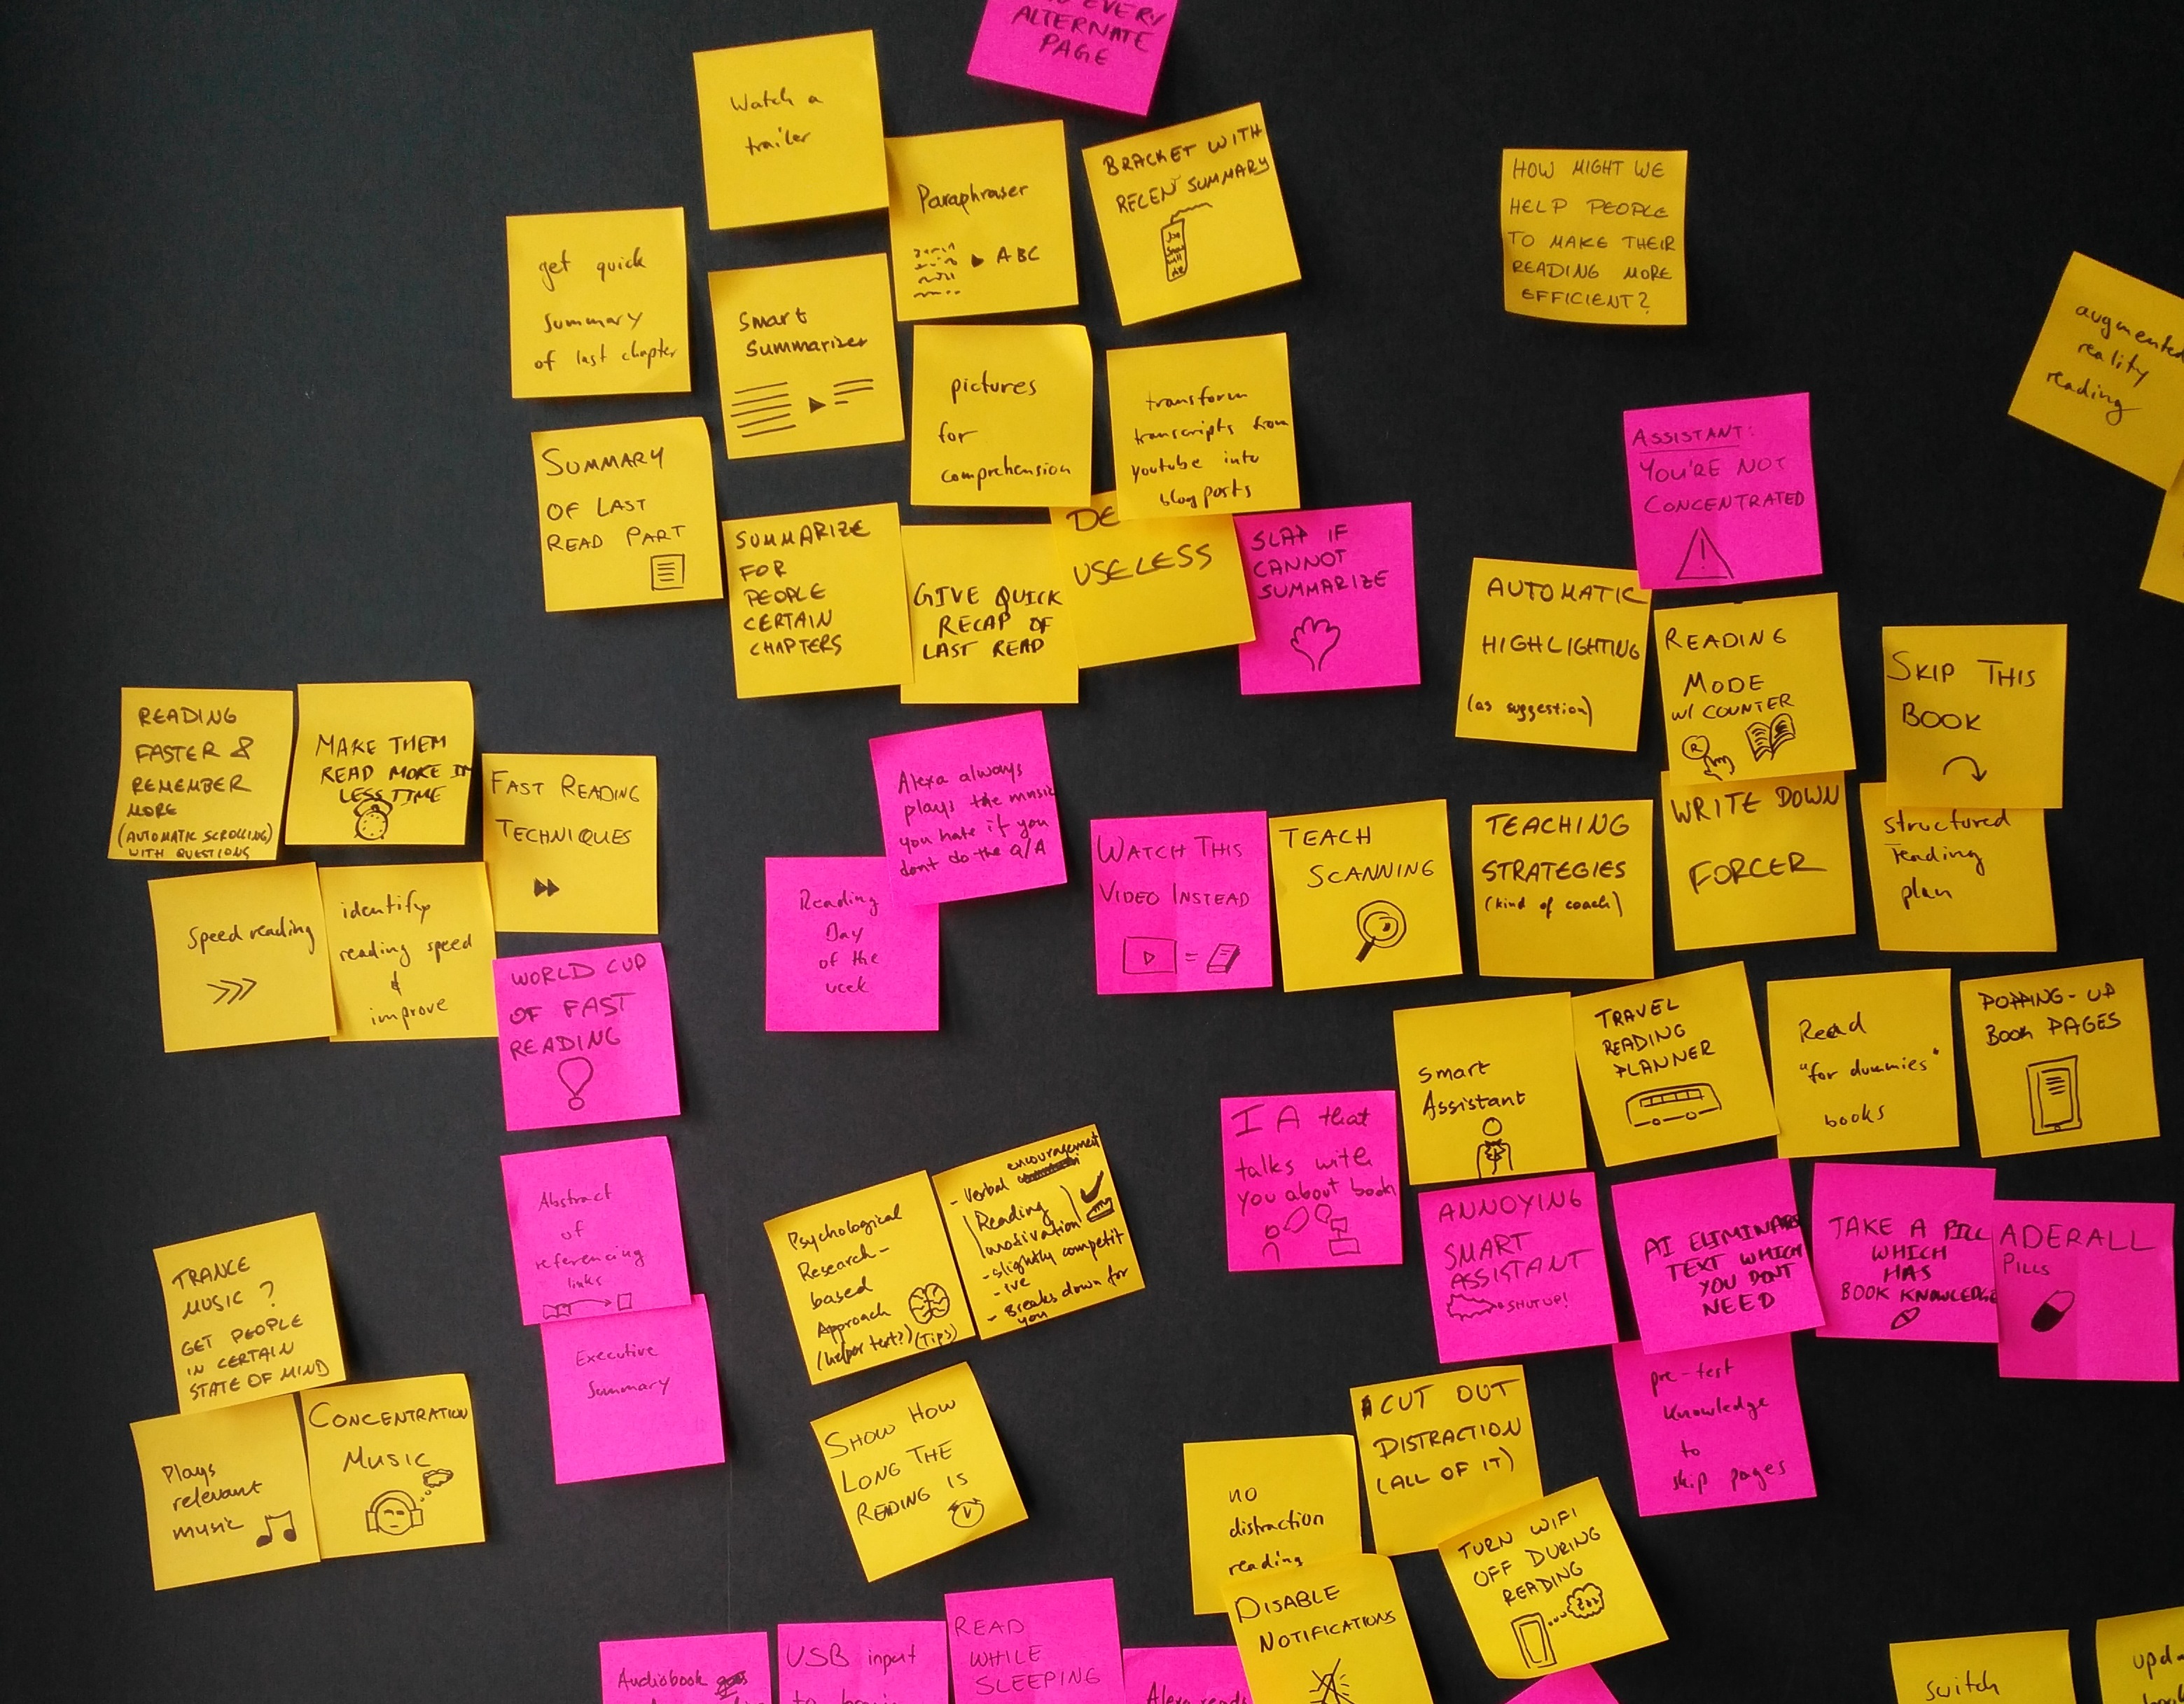 EVERY
ALTERNATE
PAGE
Watch a
trailer
Paraphraser
ABC
BRACKET WITH
RECENT SUMMARY
HOW MIGHT WE
HELP PEOPLE
TO MAKE THEIR
READING MORE
EFFICIENT?
get quick
summary
of last chapter
Smart
Summarizer
pictures
for
comprehension
transform
transcripts from
youtube into
blog posts
augmented
reality
reading
SUMMARY
OF LAST
READ PART
SUMMARIZE
FOR
PEOPLE
CERTAIN
CHAPTERS
GIVE QUICK
RECAP OF
LAST READ
DE
USELESS
SLAP IF
CANNOT
SUMMARIZE
ASSISTANT:
YOU'RE NOT
CONCENTRATED
!
AUTOMATIC
HIGHLIGHTING
(as suggestion)
READING
MODE
W/ COUNTER
SKIP THIS
BOOK
READING
FASTER &
REMEMBER
MORE
(AUTOMATIC SCROLLING)
WITH QUESTIONS
MAKE THEM
READ MORE IN
LESS TIME
FAST READING
TECHNIQUES
Speed reading
identify
reading speed
&
improve
WORLD CUP
OF FAST
READING
Alexa always
plays the music
you hate if you
dont do the Q/A
Reading
Day
of the
week
WATCH THIS
VIDEO INSTEAD
=
TEACH
SCANNING
TEACHING
STRATEGIES
(kind of coach)
WRITE DOWN
FORCER
structured
reading
plan
Smart
Assistant
TRAVEL
READING
PLANNER
Read
"for dummies"
books
POPPING-UP
BOOK PAGES
Abstract
of
referencing
links
Executive
Summary
Psychological
Research-
based
Approach
(helper text?) (Tips)
- Verbal encouragement
Reading
motivation
- slightly competit
- ive
- Breaks down for
you
I A that
talks with
you about book
ANNOYING
SMART
ASSISTANT
SHUT UP!
AI ELIMINATE
TEXT WHICH
YOU DON'T
NEED
TAKE A PILL
WHICH
HAS
BOOK KNOWLEDGE
ADERALL
PILLS
pre-test
knowledge
to
skip pages
TRANCE
MUSIC?
GET PEOPLE
IN CERTAIN
STATE OF MIND
Plays
relevant
music
CONCENTRATION
MUSIC
SHOW HOW
LONG THE
READING IS
no
distraction
reading
CUT OUT
DISTRACTION
(ALL OF IT)
TURN WIFI
OFF DURING
READING
DISABLE
NOTIFICATIONS
Audiobook
USB input
READ
WHILE
SLEEPING
Alexa reads
switch